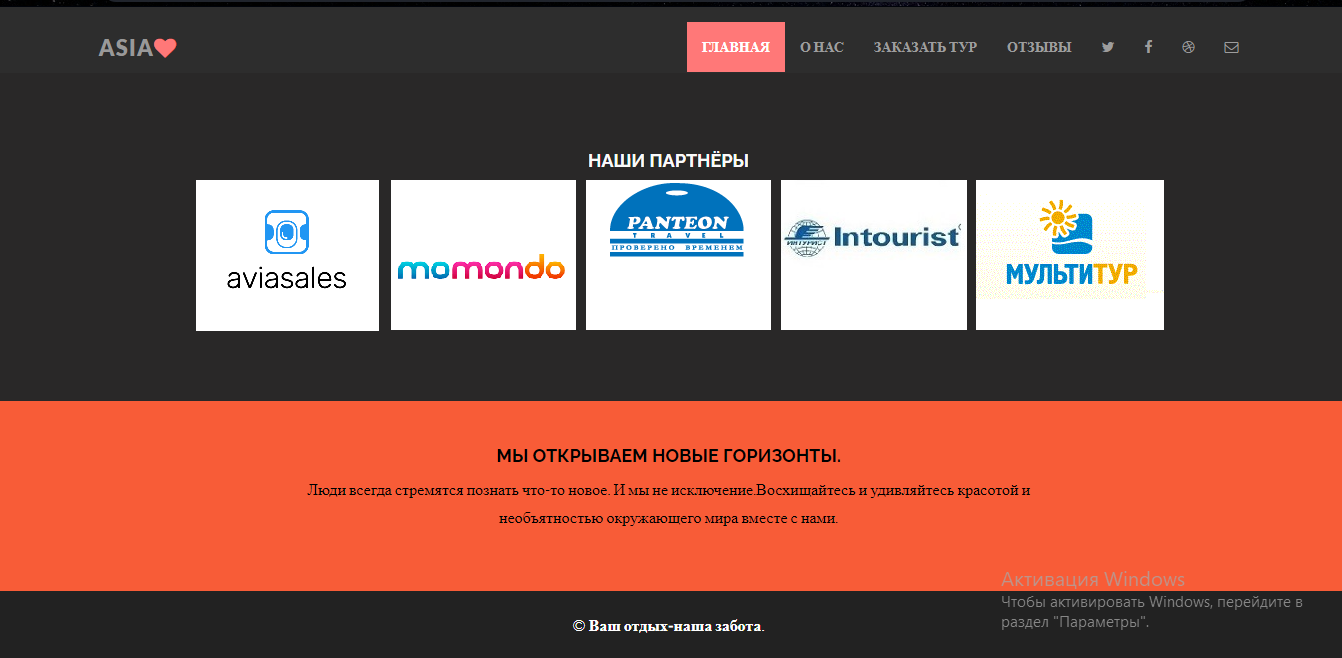 ASIA
ГЛАВНАЯ О НАС ЗАКАЗАТЬ ТУР ОТЗЫВЫ
НАШИ ПАРТНЁРЫ
aviasales
momondo
PANTEON
TRAVEL
ПРОВЕРЕНО ВРЕМЕНЕМ
ИНТУРИСТ
Intourist
МУЛЬТИТУР
МЫ ОТКРЫВАЕМ НОВЫЕ ГОРИЗОНТЫ.
Люди всегда стремятся познать что-то новое. И мы не исключение.Восхищайтесь и удивляйтесь красотой и
необъятностью окружающего мира вместе с нами.
Активация Windows
Чтобы активировать Windows, перейдите в
раздел "Параметры".
© Ваш отдых-наша забота.